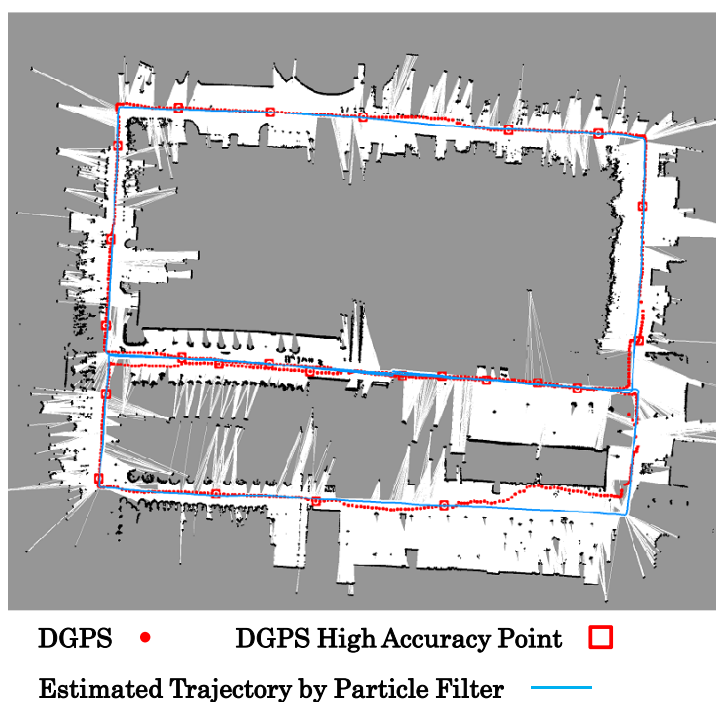 DGPS
DGPS High Accuracy Point
Estimated Trajectory by Particle Filter